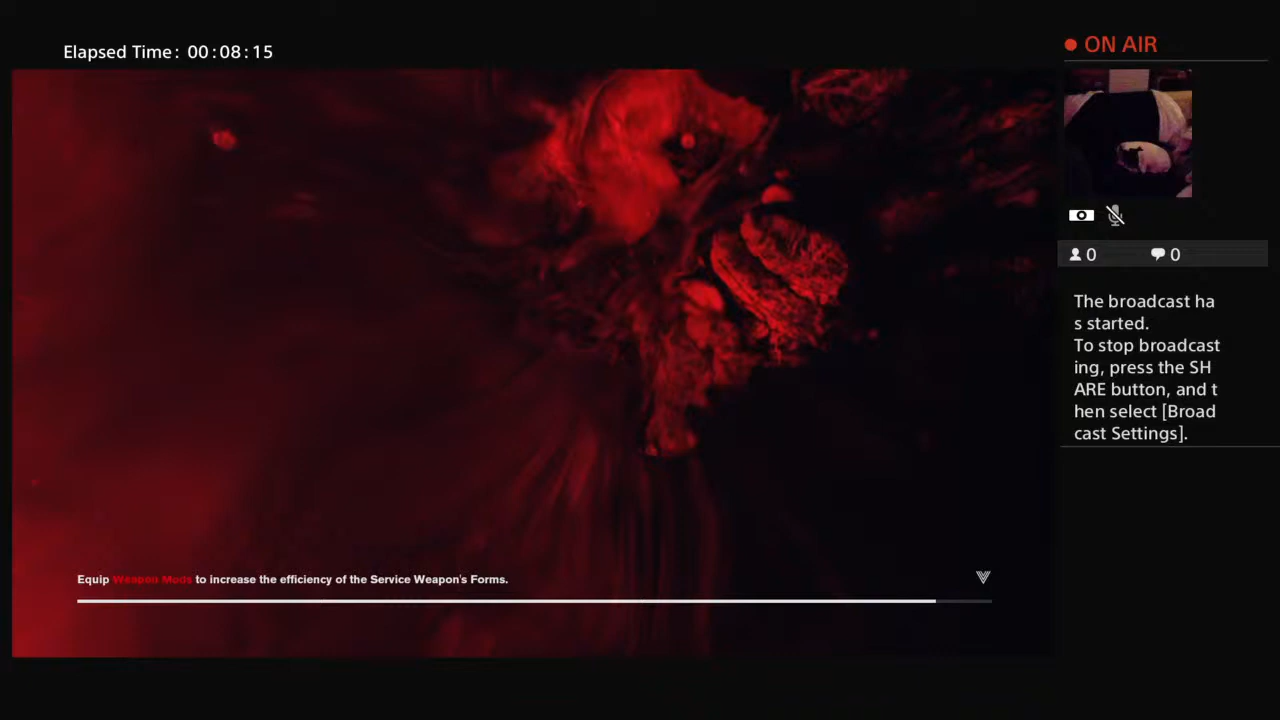 Elapsed Time: 00:08:15
ON AIR
0
0
The broadcast ha
s started.
To stop broadcast
ing, press the SH
ARE button, and t
hen select [Broad
cast Settings].
Equip Weapon Mods to increase the efficiency of the Service Weapon's Forms.